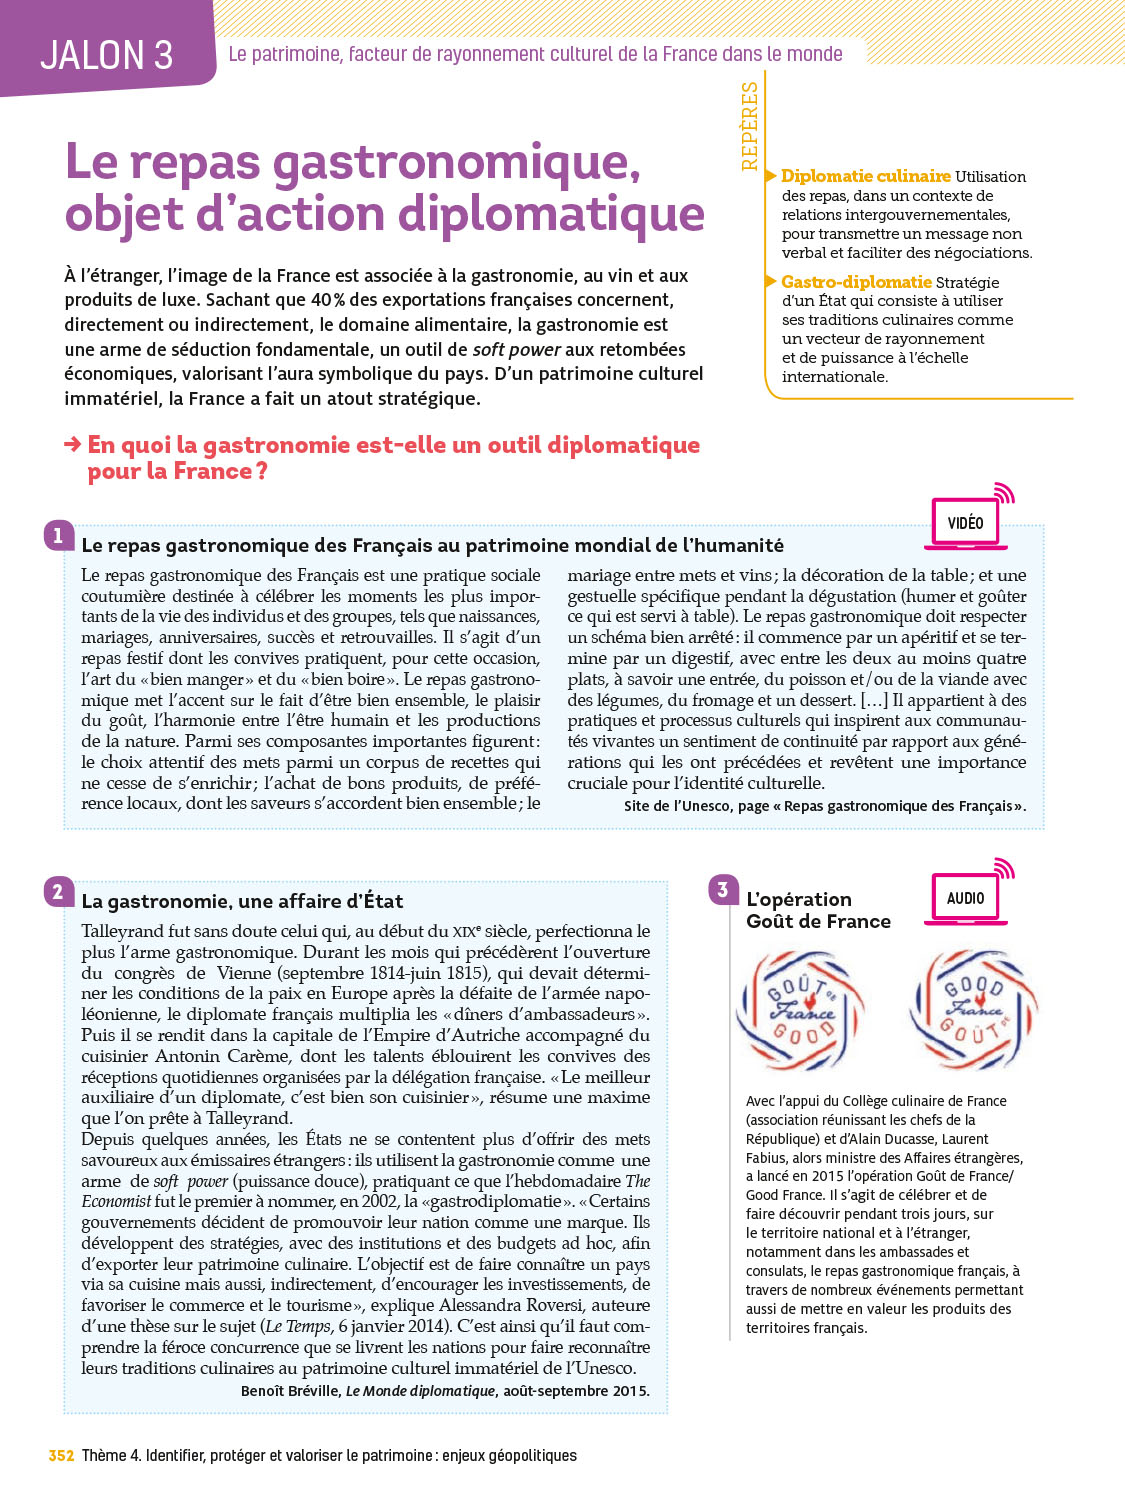 JALON 3
Le patrimoine, facteur de rayonnement culturel de la France dans le monde
Le repas gastronomique,
objet d'action diplomatique
À l'étranger, l'image de la France est associée à la gastronomie, au vin et aux
produits de luxe. Sachant que 40 % des exportations françaises concernent,
directement ou indirectement, le domaine alimentaire, la gastronomie est
une arme de séduction fondamentale, un outil de soft power aux retombées
économiques, valorisant l'aura symbolique du pays. D'un patrimoine culturel
immatériel, la France a fait un atout stratégique.
→ En quoi la gastronomie est-elle un outil diplomatique
pour la France ?
REPÈRES
Diplomatie culinaire Utilisation
des repas, dans un contexte de
relations intergouvernementales,
pour transmettre un message non
verbal et faciliter des négociations.
Gastro-diplomatie Stratégie
d'un État qui consiste à utiliser
ses traditions culinaires comme
un vecteur de rayonnement
et de puissance à l'échelle
internationale.
VIDÉO
1
Le repas gastronomique des Français au patrimoine mondial de l'humanité
Le repas gastronomique des Français est une pratique sociale
coutumière destinée à célébrer les moments les plus impor-
tants de la vie des individus et des groupes, tels que naissances,
mariages, anniversaires, succès et retrouvailles. Il s'agit d'un
repas festif dont les convives pratiquent, pour cette occasion,
l'art du « bien manger » et du « bien boire ». Le repas gastrono-
mique met l'accent sur le fait d'être bien ensemble, le plaisir
du goût, l'harmonie entre l'être humain et les productions
de la nature. Parmi ses composantes importantes figurent :
le choix attentif des mets parmi un corpus de recettes qui
ne cesse de s'enrichir ; l'achat de bons produits, de préfé-
rence locaux, dont les saveurs s'accordent bien ensemble ; le
mariage entre mets et vins ; la décoration de la table ; et une
gestuelle spécifique pendant la dégustation (humer et goûter
ce qui est servi à table). Le repas gastronomique doit respecter
un schéma bien arrêté : il commence par un apéritif et se ter-
mine par un digestif, avec entre les deux au moins quatre
plats, à savoir une entrée, du poisson et/ou de la viande avec
des légumes, du fromage et un dessert. […] Il appartient à des
pratiques et processus culturels qui inspirent aux communau-
tés vivantes un sentiment de continuité par rapport aux géné-
rations qui les ont précédées et revêtent une importance
cruciale pour l'identité culturelle.
Site de l'Unesco, page « Repas gastronomique des Français ».
2
La gastronomie, une affaire d'État
Talleyrand fut sans doute celui qui, au début du XIXe siècle, perfectionna le
plus l'arme gastronomique. Durant les mois qui précédèrent l'ouverture
du congrès de Vienne (septembre 1814-juin 1815), qui devait détermi-
ner les conditions de la paix en Europe après la défaite de l'armée napo-
léonienne, le diplomate français multiplia les « dîners d'ambassadeurs ».
Puis il se rendit dans la capitale de l'Empire d'Autriche accompagné du
cuisinier Antonin Carème, dont les talents éblouirent les convives des
réceptions quotidiennes organisées par la délégation française. « Le meilleur
auxiliaire d'un diplomate, c'est bien son cuisinier », résume une maxime
que l'on prête à Talleyrand.
Depuis quelques années, les États ne se contentent plus d'offrir des mets
savoureux aux émissaires étrangers : ils utilisent la gastronomie comme une
arme de soft power (puissance douce), pratiquant ce que l'hebdomadaire The
Economist fut le premier à nommer, en 2002, la « gastrodiplomatie ». « Certains
gouvernements décident de promouvoir leur nation comme une marque. Ils
développent des stratégies, avec des institutions et des budgets ad hoc, afin
d'exporter leur patrimoine culinaire. L'objectif est de faire connaître un pays
via sa cuisine mais aussi, indirectement, d'encourager les investissements, de
favoriser le commerce et le tourisme », explique Alessandra Roversi, auteure
d'une thèse sur le sujet (Le Temps, 6 janvier 2014). C'est ainsi qu'il faut com-
prendre la féroce concurrence que se livrent les nations pour faire reconnaître
leurs traditions culinaires au patrimoine culturel immatériel de l'Unesco.
Benoît Bréville, Le Monde diplomatique, août-septembre 2015.
3
L'opération
Goût de France
AUDIO
GOÛT DE
France
GOOD
GOOD
France
GOÛT DE
Avec l'appui du Collège culinaire de France
(association réunissant les chefs de la
République) et d'Alain Ducasse, Laurent
Fabius, alors ministre des Affaires étrangères,
a lancé en 2015 l'opération Goût de France/
Good France. Il s'agit de célébrer et de
faire découvrir pendant trois jours, sur
le territoire national et à l'étranger,
notamment dans les ambassades et
consulats, le repas gastronomique français, à
travers de nombreux événements permettant
aussi de mettre en valeur les produits des
territoires français.
352 Thème 4. Identifier, protéger et valoriser le patrimoine : enjeux géopolitiques